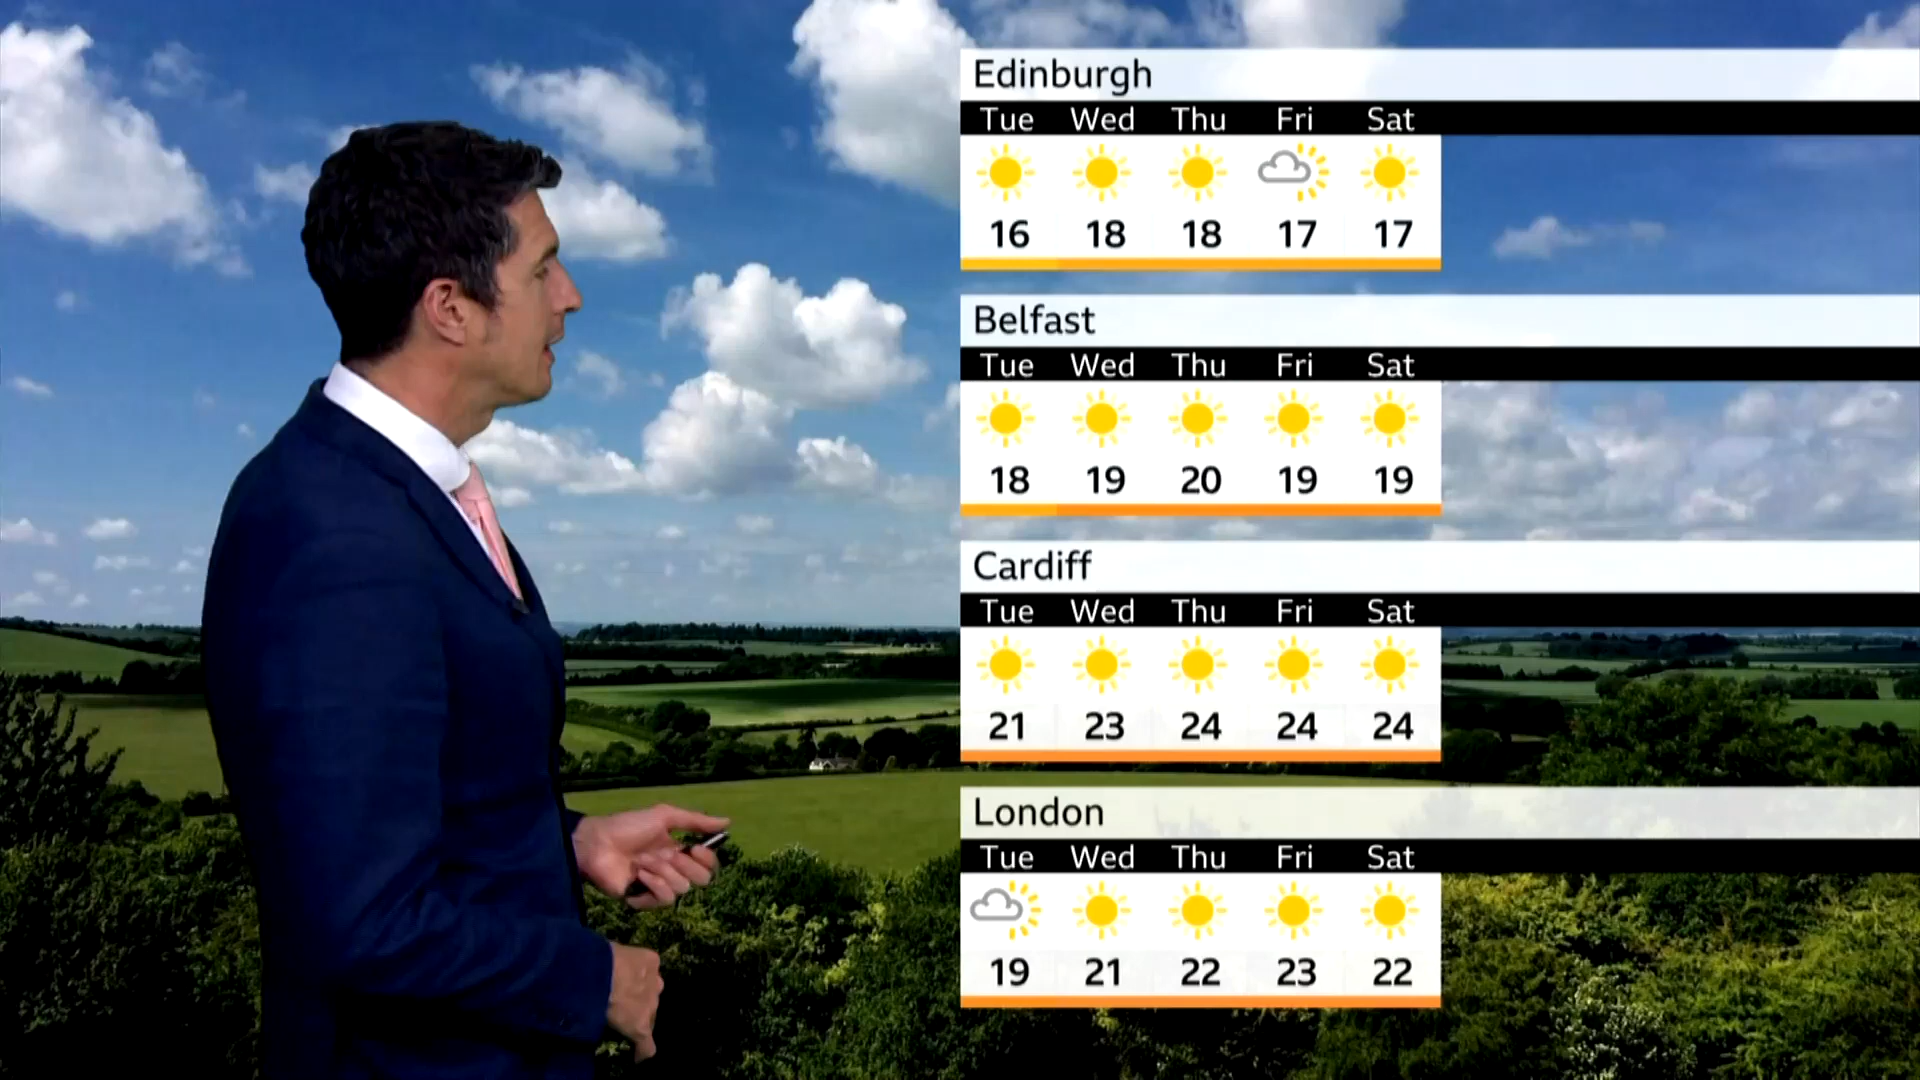 Edinburgh
Tue Wed Thu Fri Sat
16 18 18 17 17
Belfast
Tue Wed Thu Fri Sat
18 19 20 19 19
Cardiff
Tue Wed Thu Fri Sat
21 23 24 24 24
London
Tue Wed Thu Fri Sat
19 21 22 23 22